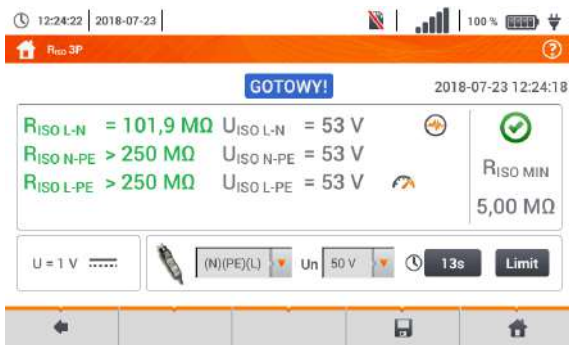 12:24:22 2018-07-23 100 %
RISO 3P ?
GOTOWY! 2018-07-23 12:24:18
RISO L-N = 101,9 MΩ UISO L-N = 53 V
RISO N-PE > 250 MΩ UISO N-PE = 53 V
RISO L-PE > 250 MΩ UISO L-PE = 53 V
RISO MIN
5,00 MΩ
U = 1 V (N)(PE)(L) Un 50 V 13s Limit